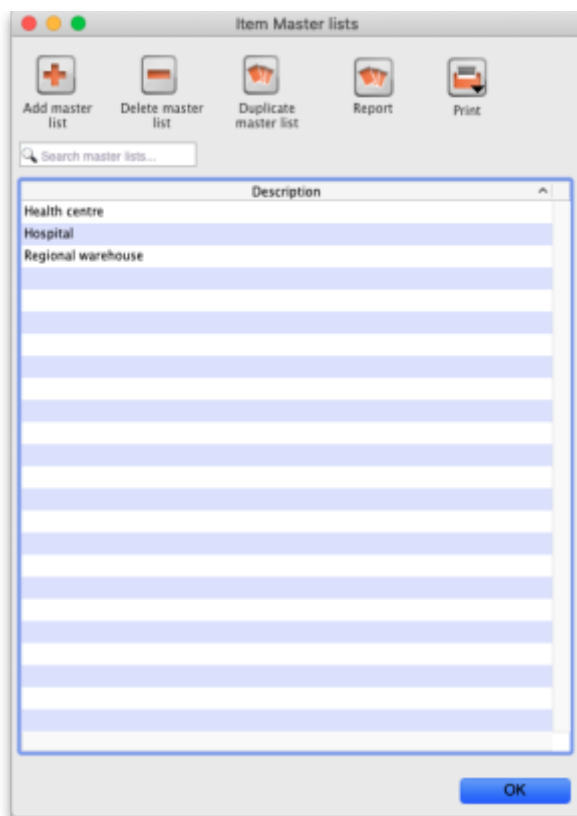 Item Master lists
Add master
list
Delete master
list
Duplicate
master list
Report
Print
Search master lists...
Description
Health centre
Hospital
Regional warehouse
OK